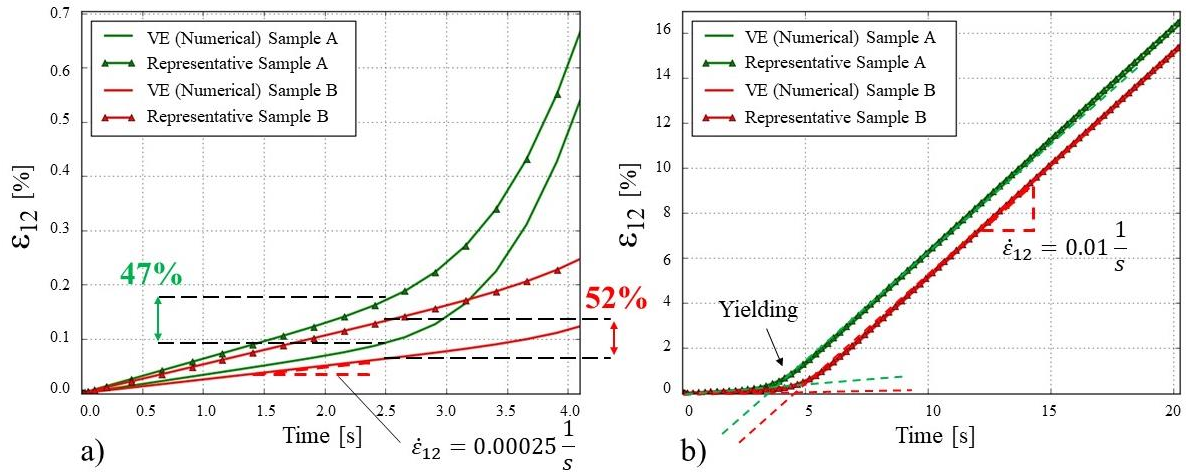 0.7
0.6
0.5
0.4
0.3
0.2
0.1
0.0
ε12 [%]
VE (Numerical) Sample A
Representative Sample A
VE (Numerical) Sample B
Representative Sample B
47%
52%
0.0 0.5 1.0 1.5 2.0 2.5 3.0 3.5 4.0
Time [s]
ε̇12 = 0.00025 1/s
a)
16
14
12
10
8
6
4
2
0
ε12 [%]
VE (Numerical) Sample A
Representative Sample A
VE (Numerical) Sample B
Representative Sample B
ε̇12 = 0.01 1/s
Yielding
0 5 10 15 20
Time [s]
b)